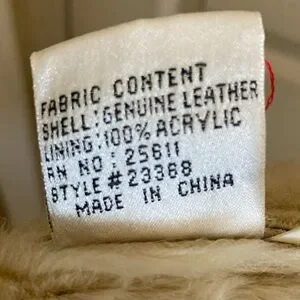 FABRIC CONTENT
SHELL: GENUINE LEATHER
LINING: 100% ACRYLIC
RN NO: 25611
STYLE # 23368
MADE IN CHINA